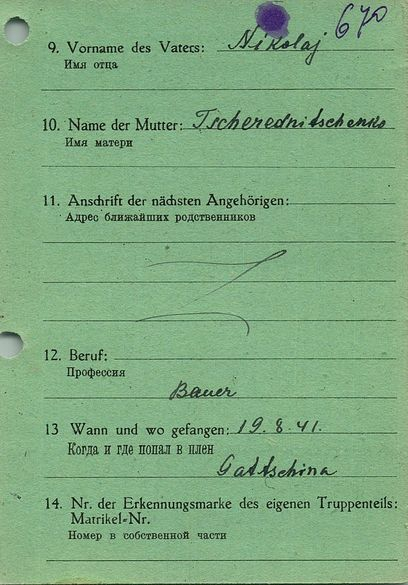 670
9. Vorname des Vaters: Nikolaj
Имя отца
10. Name der Mutter: Tscherednitschenko
Имя матери
11. Anschrift der nächsten Angehörigen:
Адрес ближайших родственников
12. Beruf:
Профессия
Bauer
13 Wann und wo gefangen: 19.8.41.
Когда и где попал в плен
Gattschina
14. Nr. der Erkennungsmarke des eigenen Truppenteils:
Matrikel-Nr.
Номер в собственной части